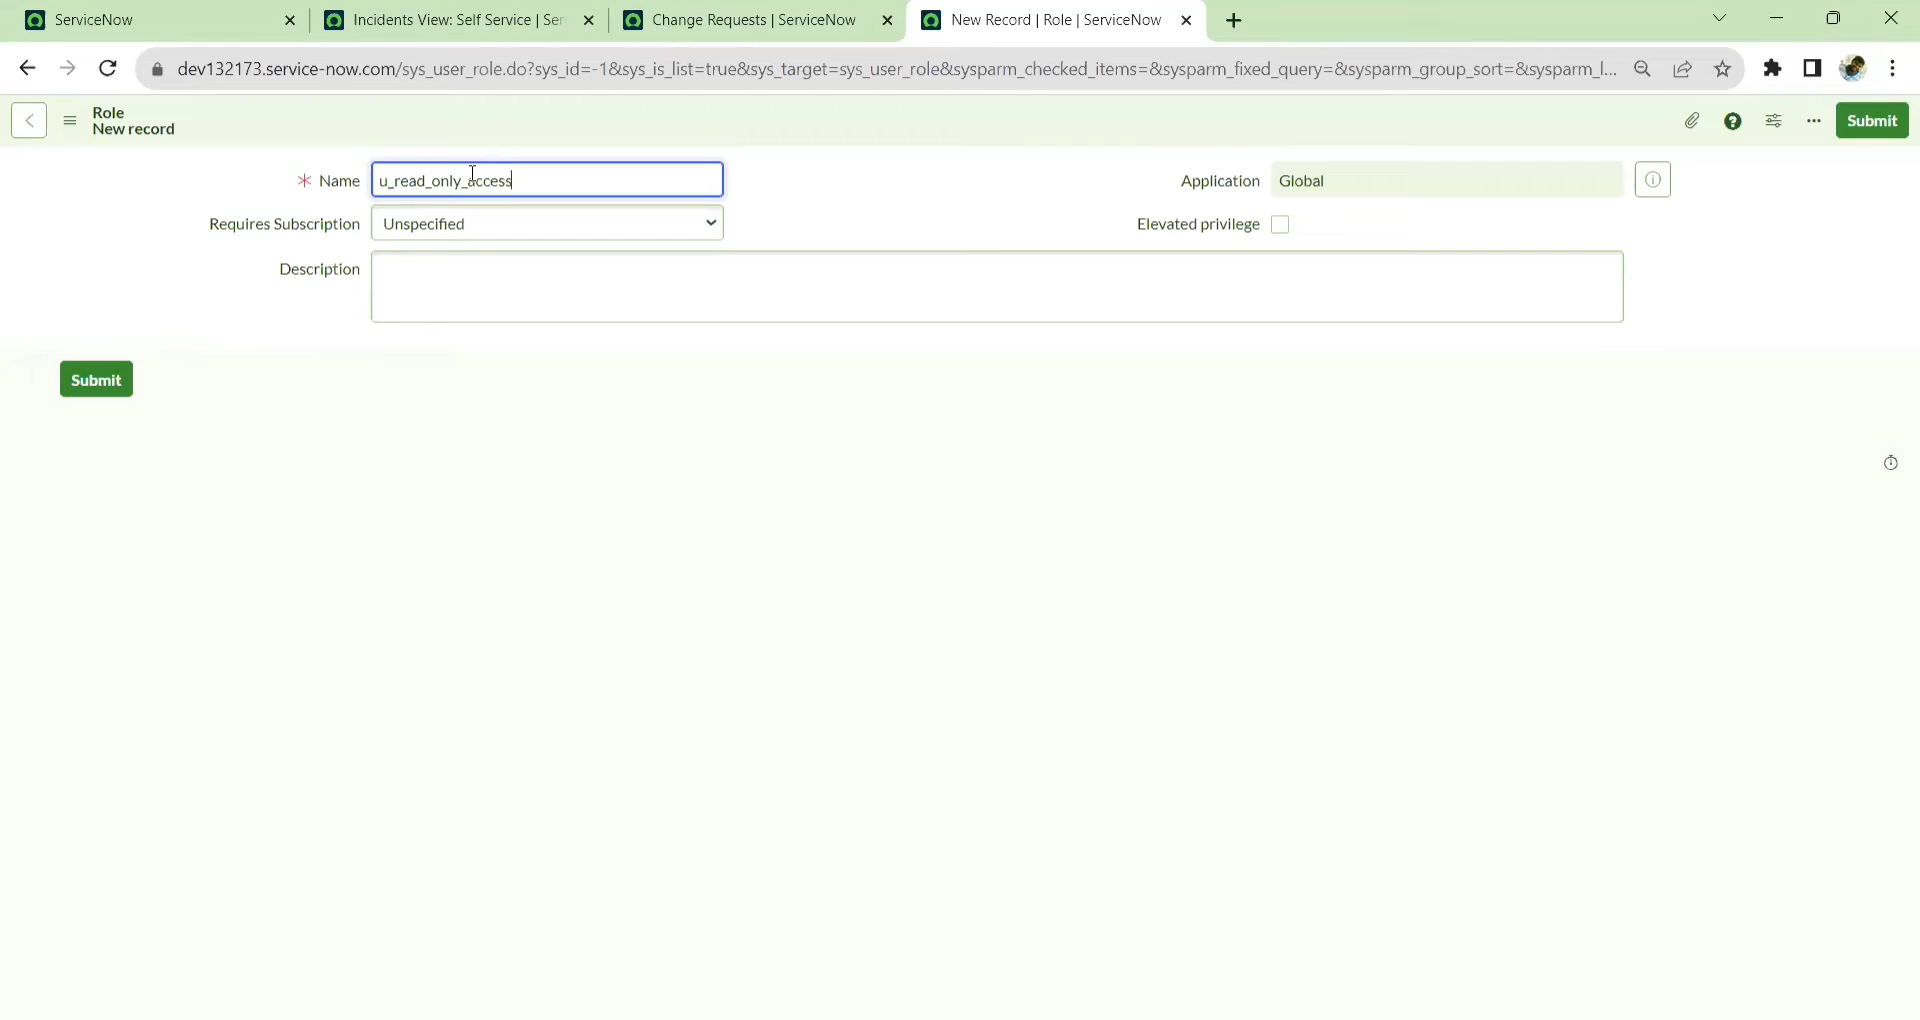 ServiceNow
Incidents View: Self Service | Ser
Change Requests | ServiceNow
New Record | Role | ServiceNow
dev132173.service-now.com/sys_user_role.do?sys_id=-1&sys_is_list=true&sys_target=sys_user_role&sysparm_checked_items=&sysparm_fixed_query=&sysparm_group_sort=&sysparm_l...
Role
New record
Submit
Name
u_read_only_access
Application
Global
Requires Subscription
Unspecified
Elevated privilege
Description
Submit